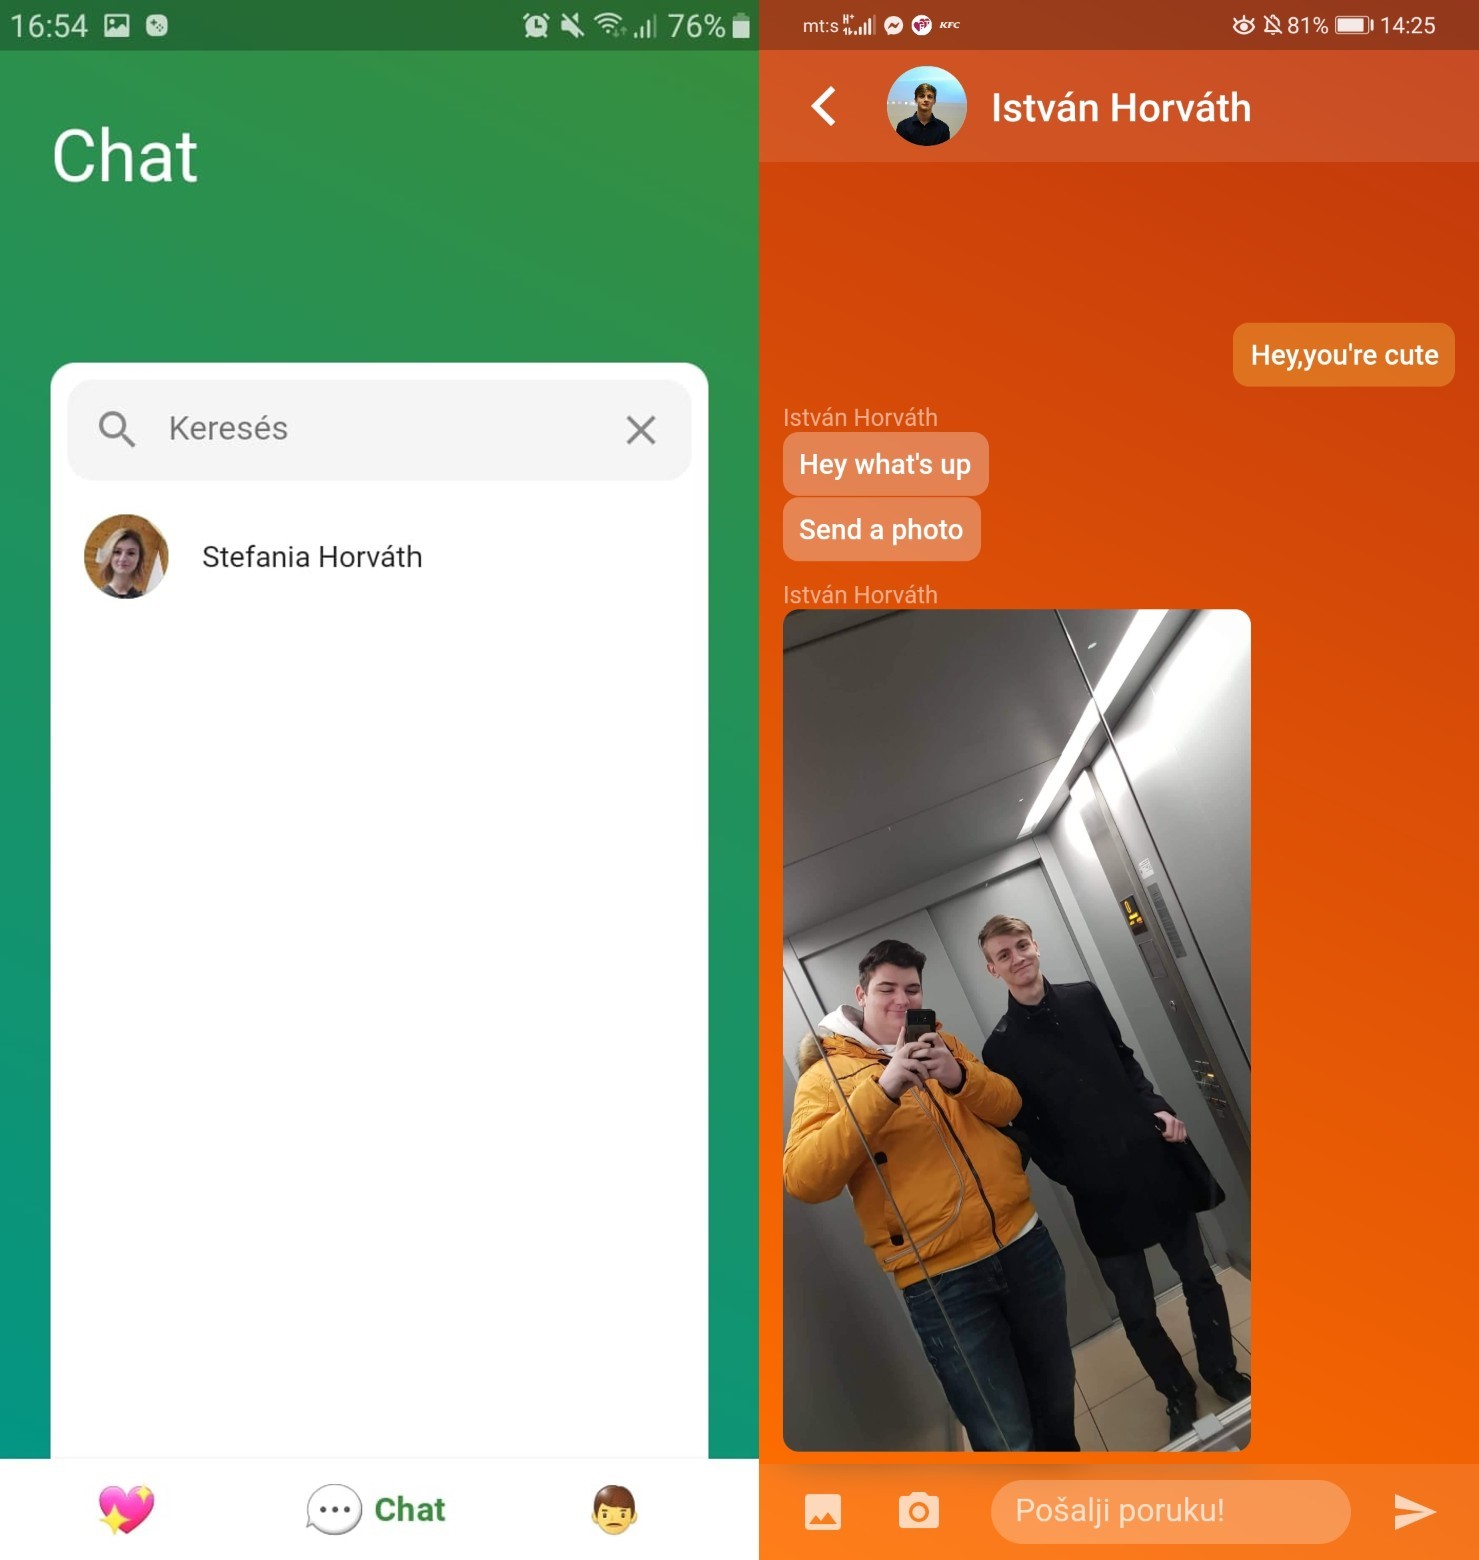 16:54
76%
Chat
Keresés
Stefania Horváth
Chat
mt:s H+ KFC
81% 14:25
István Horváth
Hey,you're cute
István Horváth
Hey what's up
Send a photo
István Horváth
Pošalji poruku!